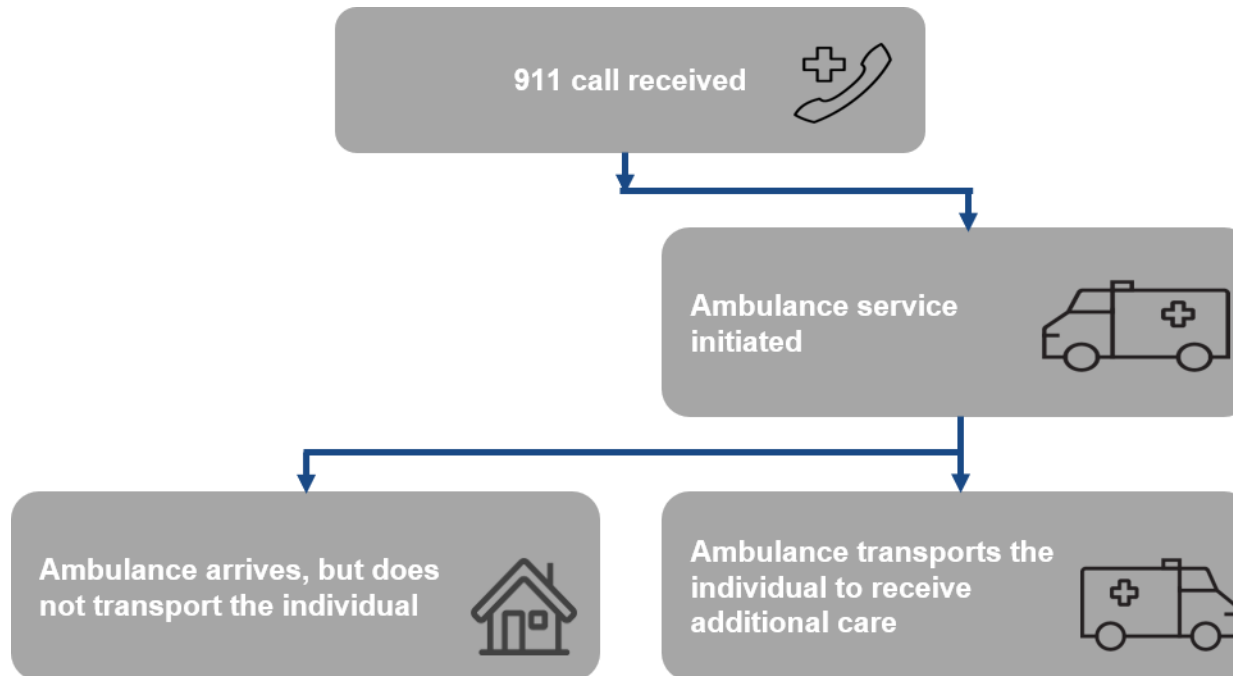 911 call received
Ambulance service
initiated
Ambulance arrives, but does
not transport the individual
Ambulance transports the
individual to receive
additional care